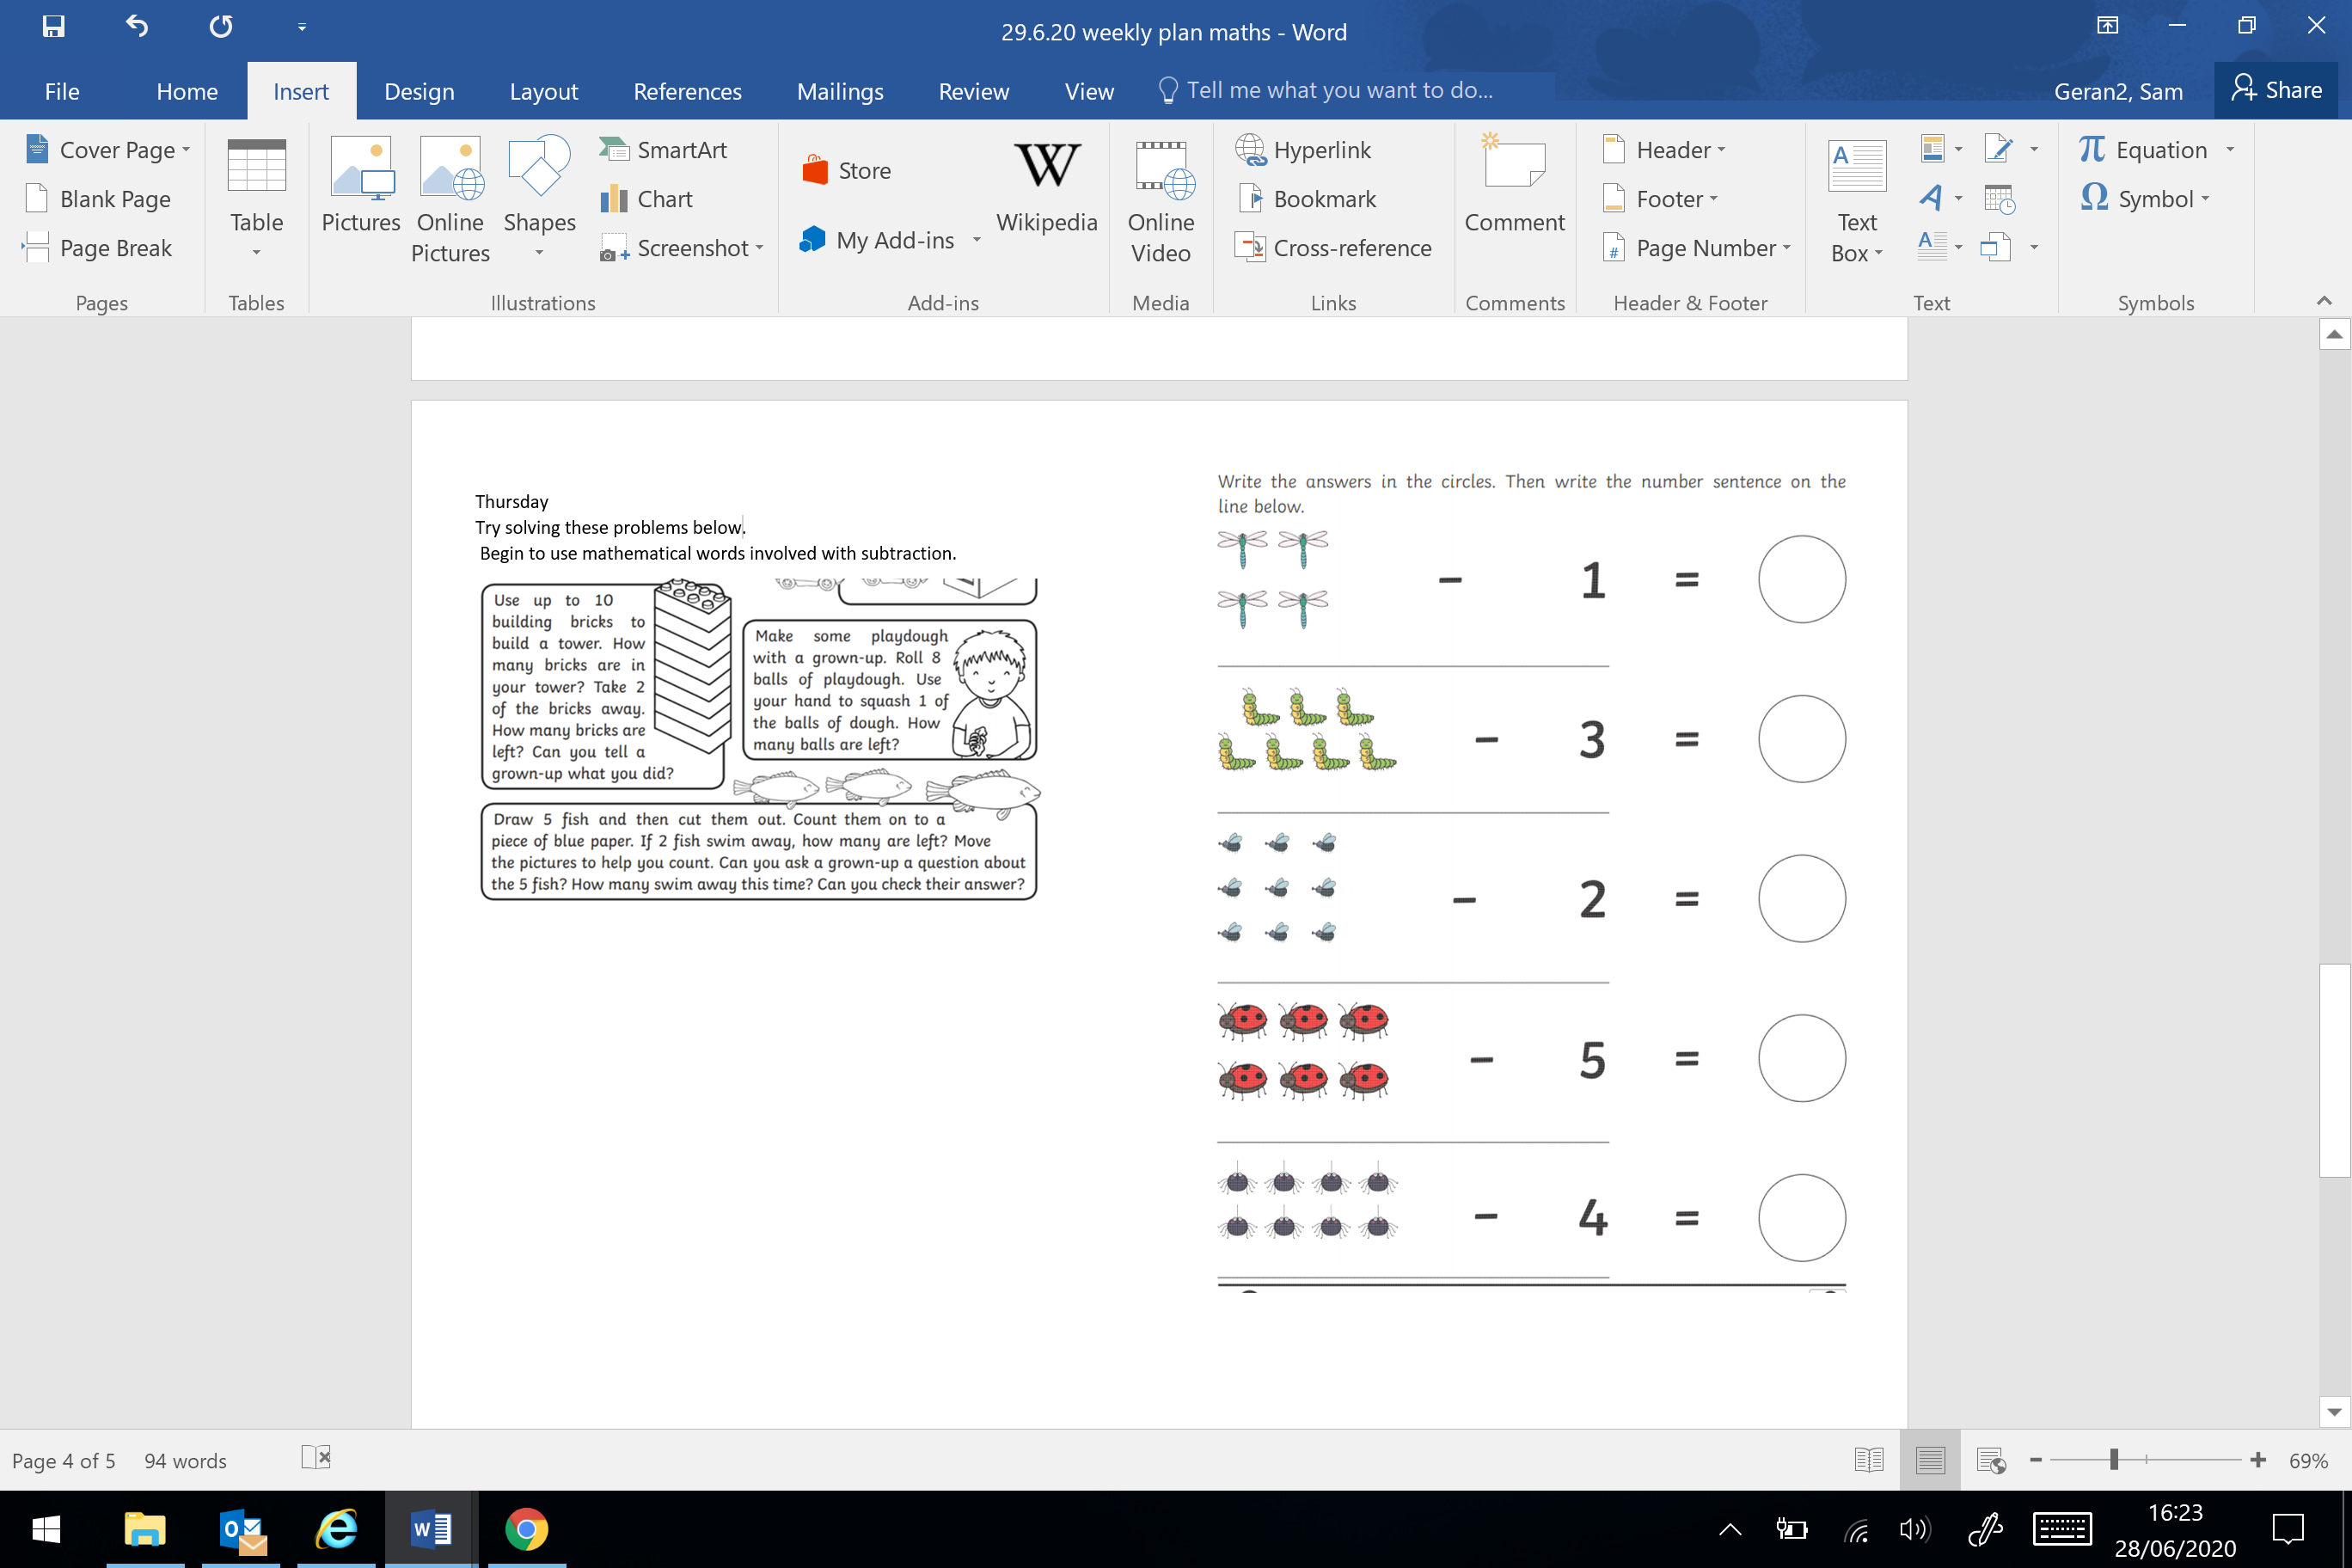 29.6.20 weekly plan maths - Word
File Home Insert Design Layout References Mailings Review View Tell me what you want to do... Geran2, Sam Share
Cover Page
Blank Page
Page Break
Pages
Table
Tables
Pictures
Online
Pictures
Shapes
SmartArt
Chart
Screenshot
Illustrations
Store
My Add-ins
W
Wikipedia
Add-ins
Online
Video
Media
Hyperlink
Bookmark
Cross-reference
Links
Comment
Comments
Header
Footer
# Page Number
Header & Footer
A
Text
Box
A
A
Text
π Equation
Ω Symbol
Symbols
Thursday
Try solving these problems below.
Begin to use mathematical words involved with subtraction.
Use up to 10
building bricks to
build a tower. How
many bricks are in
your tower? Take 2
of the bricks away.
How many bricks are
left? Can you tell a
grown-up what you did?
Make some playdough
with a grown-up. Roll 8
balls of playdough. Use
your hand to squash 1 of
the balls of dough. How
many balls are left?
Draw 5 fish and then cut them out. Count them on to a
piece of blue paper. If 2 fish swim away, how many are left? Move
the pictures to help you count. Can you ask a grown-up a question about
the 5 fish? How many swim away this time? Can you check their answer?
Write the answers in the circles. Then write the number sentence on the
line below.
- 1 =
- 3 =
- 2 =
- 5 =
- 4 =
Page 4 of 5 94 words
- + 69%
O W
16:23
28/06/2020